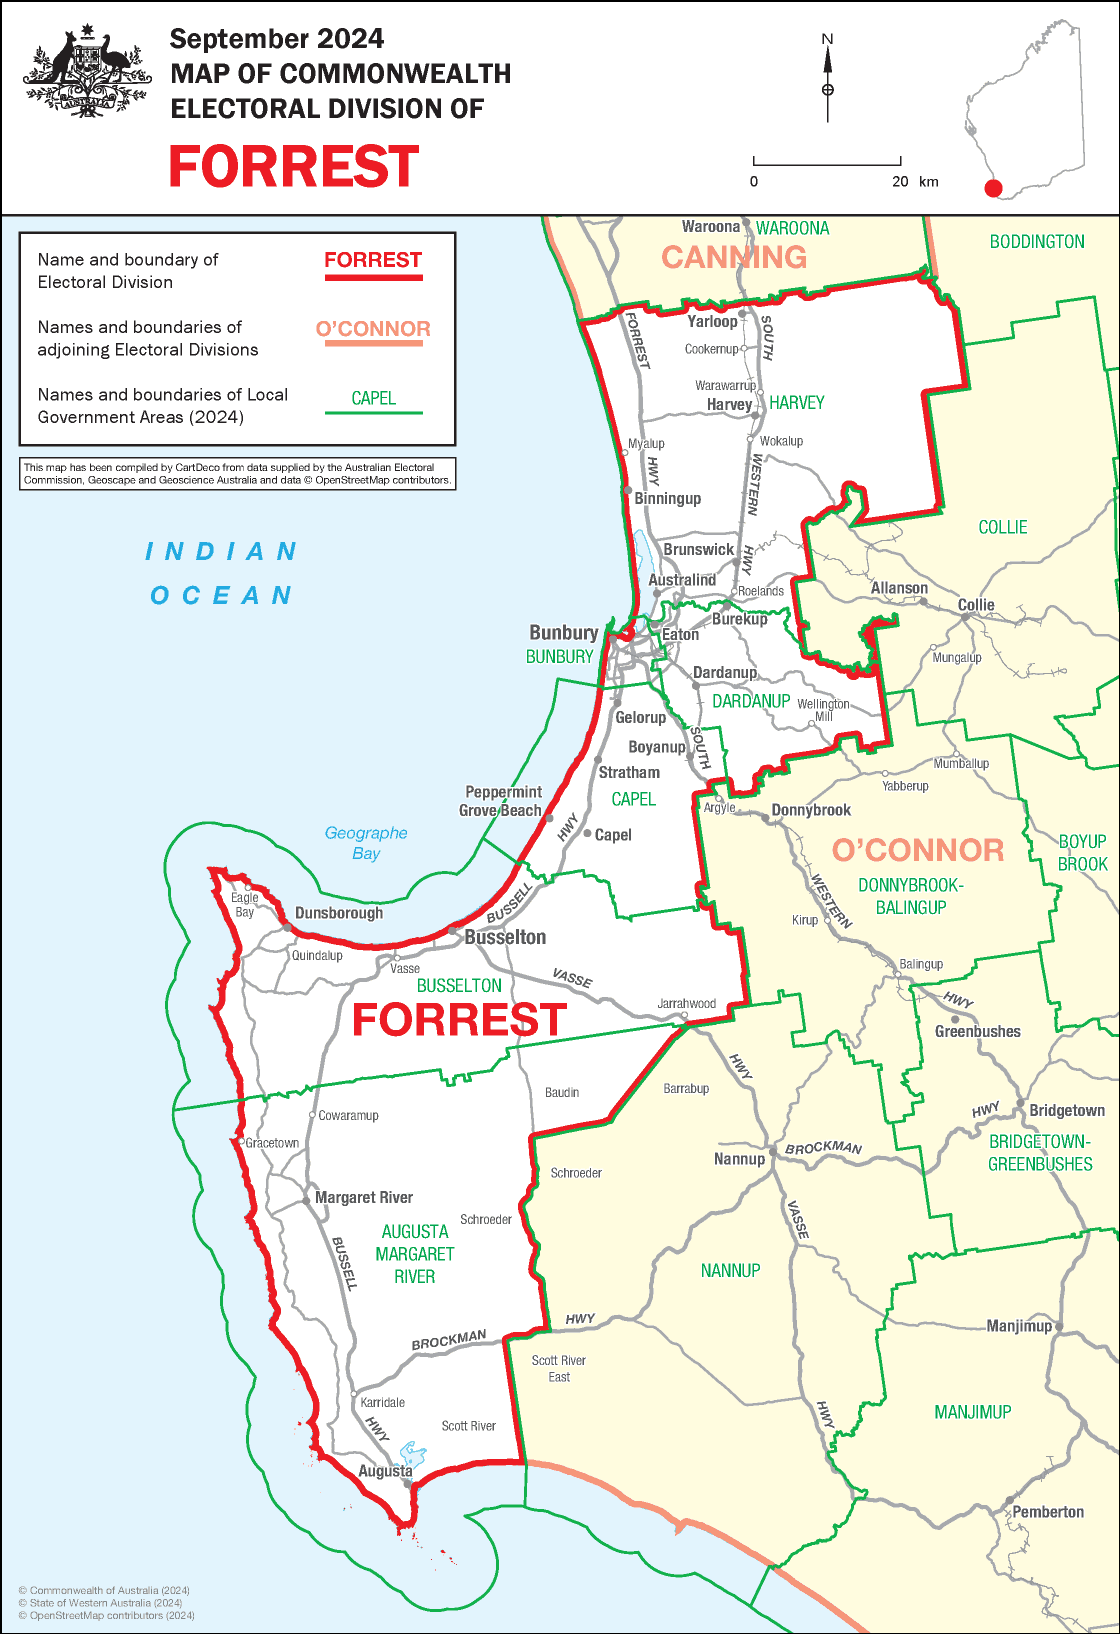 September 2024
MAP OF COMMONWEALTH
ELECTORAL DIVISION OF
FORREST
AUSTRALIA
N
0 20 km
Name and boundary of
Electoral Division
FORREST
Names and boundaries of
adjoining Electoral Divisions
O'CONNOR
Names and boundaries of Local
Government Areas (2024)
CAPEL
This map has been compiled by CartDeco from data supplied by the Australian Electoral
Commission, Geoscape and Geoscience Australia and data © OpenStreetMap contributors.
Waroona
WAROONA
CANNING
BODDINGTON
Yarloop
FORREST
SOUTH
Cookernup
Warawarrup
Harvey
HARVEY
Myalup
Wokalup
HWY
WESTERN
Binningup
COLLIE
INDIAN
OCEAN
Brunswick
HWY
Australind
Roelands
Allanson
Collie
Burekup
Bunbury
Eaton
BUNBURY
Mungalup
Dardanup
DARDANUP
Wellington
Mill
Gelorup
Boyanup
SOUTH
Stratham
Mumballup
Yabberup
Peppermint
Grove Beach
CAPEL
Argyle
Donnybrook
HWY
Capel
Geographe
Bay
O'CONNOR
BOYUP
BROOK
DONNYBROOK-
BALINGUP
WESTERN
Eagle
Bay
Dunsborough
BUSSELL
Kirup
Busselton
Quindalup
Vasse
Balingup
BUSSELTON
VASSE
HWY
Jarrahwood
FORREST
Greenbushes
HWY
Baudin
Barrabup
Cowaramup
HWY
Bridgetown
Gracetown
BRIDGETOWN-
GREENBUSHES
Nannup
BROCKMAN
Schroeder
Margaret River
Schroeder
VASSE
AUGUSTA
MARGARET
RIVER
BUSSELL
NANNUP
HWY
Manjimup
BROCKMAN
Scott River
East
Karridale
HWY
Scott River
HWY
MANJIMUP
Augusta
Pemberton
© Commonwealth of Australia (2024)
© State of Western Australia (2024)
© OpenStreetMap contributors (2024)